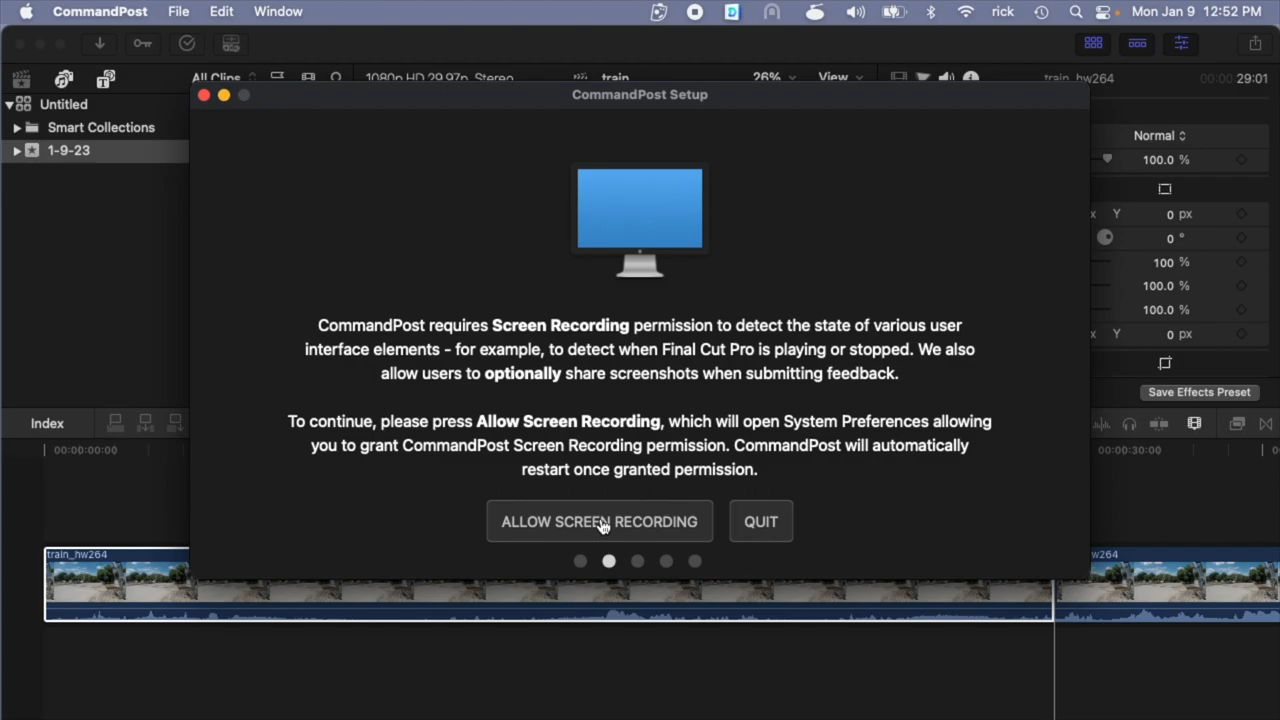 CommandPost File Edit Window rick Mon Jan 9 12:52 PM
All Clips 1080p HD 29.97p, Stereo train 26% View train_hw264 00:00 29:01
CommandPost Setup
Untitled
Smart Collections
1-9-23
Normal
100.0 %
x Y 0 px
0 °
100 %
100.0 %
100.0 %
x Y 0 px
Save Effects Preset
CommandPost requires Screen Recording permission to detect the state of various user
interface elements - for example, to detect when Final Cut Pro is playing or stopped. We also
allow users to optionally share screenshots when submitting feedback.
To continue, please press Allow Screen Recording, which will open System Preferences allowing
you to grant CommandPost Screen Recording permission. CommandPost will automatically
restart once granted permission.
ALLOW SCREEN RECORDING QUIT
Index
00:00:00:00 00:00:30:00
train_hw264 w264